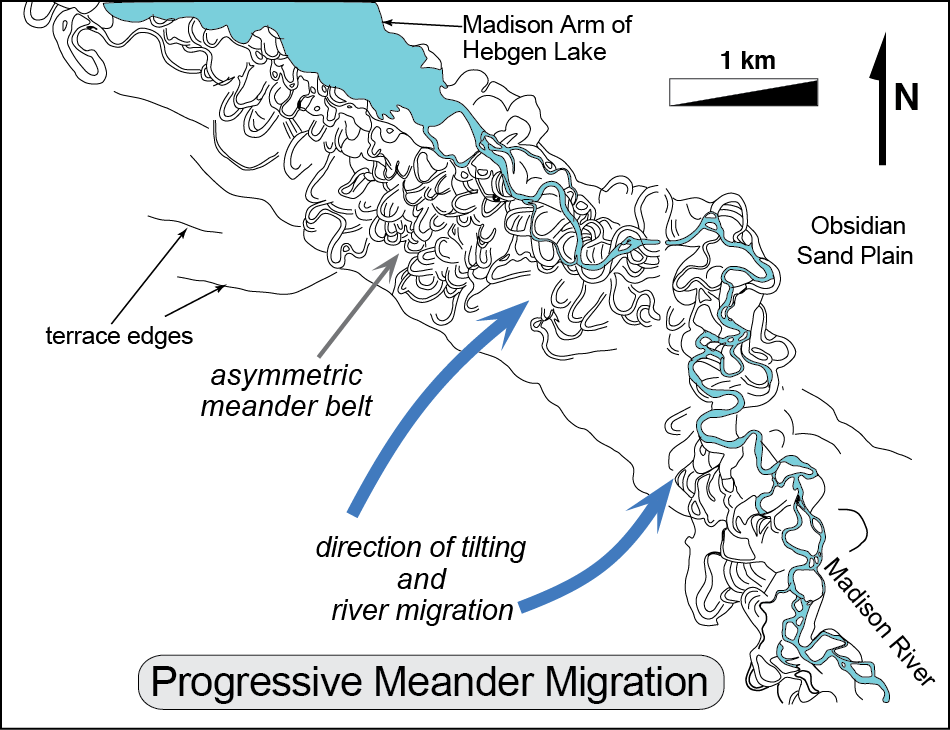 Madison Arm of
Hebgen Lake
1 km
N
Obsidian
Sand Plain
terrace edges
asymmetric
meander belt
direction of tilting
and
river migration
Madison River
Progressive Meander Migration